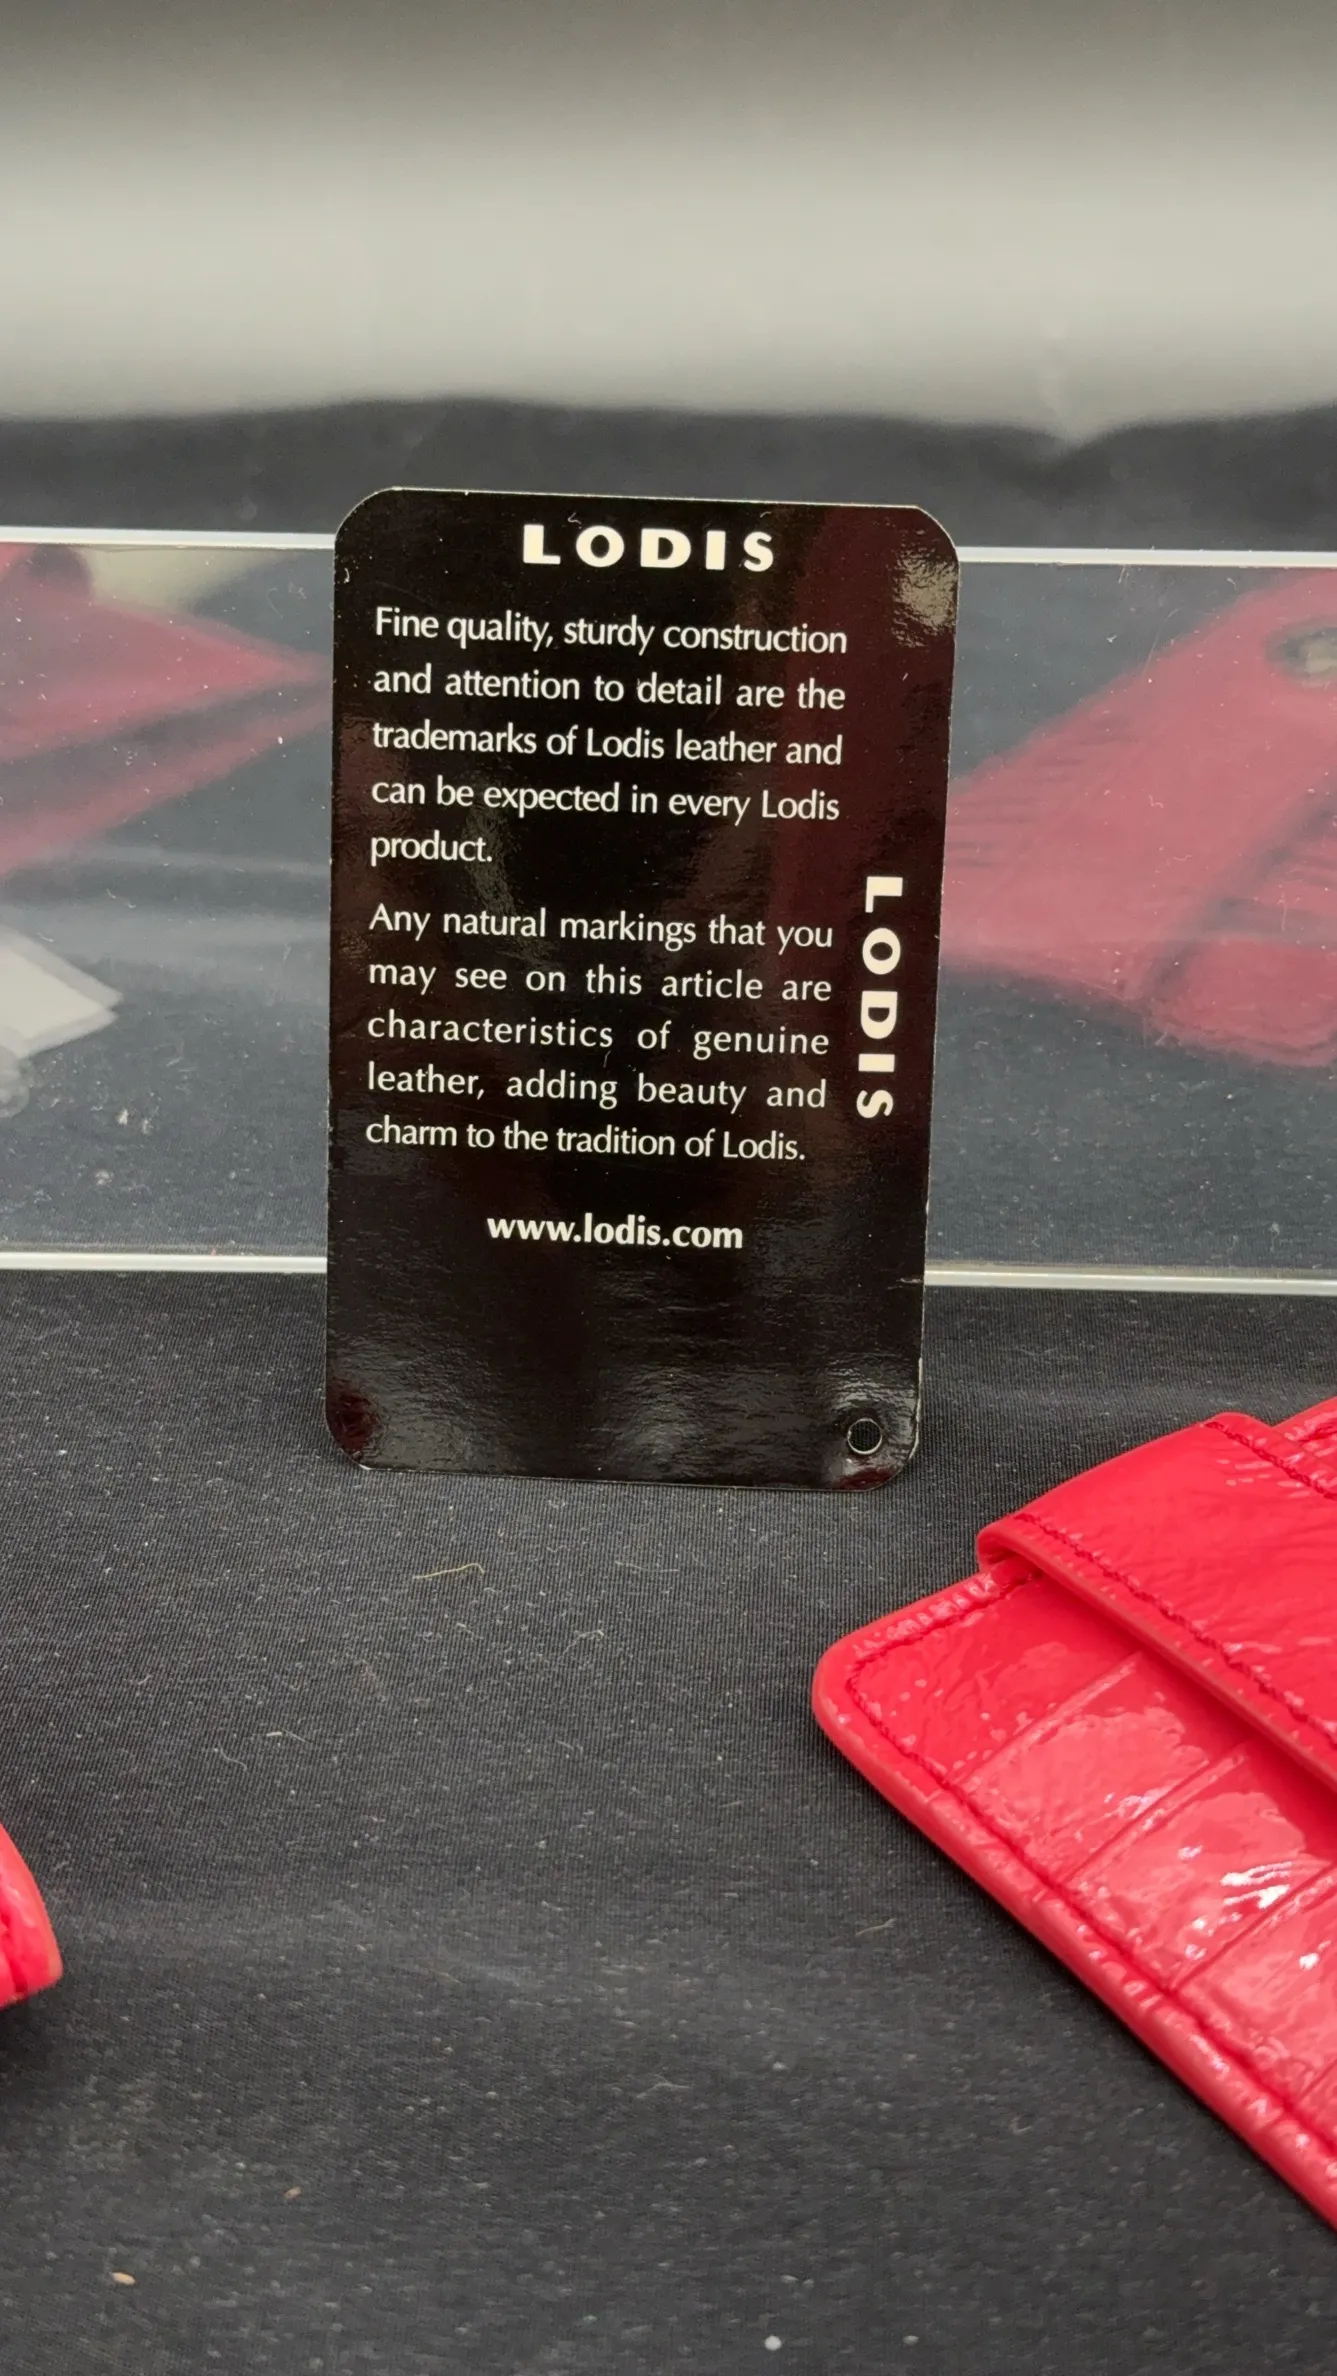 LODIS
Fine quality, sturdy construction
and attention to detail are the
trademarks of Lodis leather and
can be expected in every Lodis
product.
Any natural markings that you
may see on this article are
characteristics of genuine
leather, adding beauty and
charm to the tradition of Lodis.
www.lodis.com
LODIS